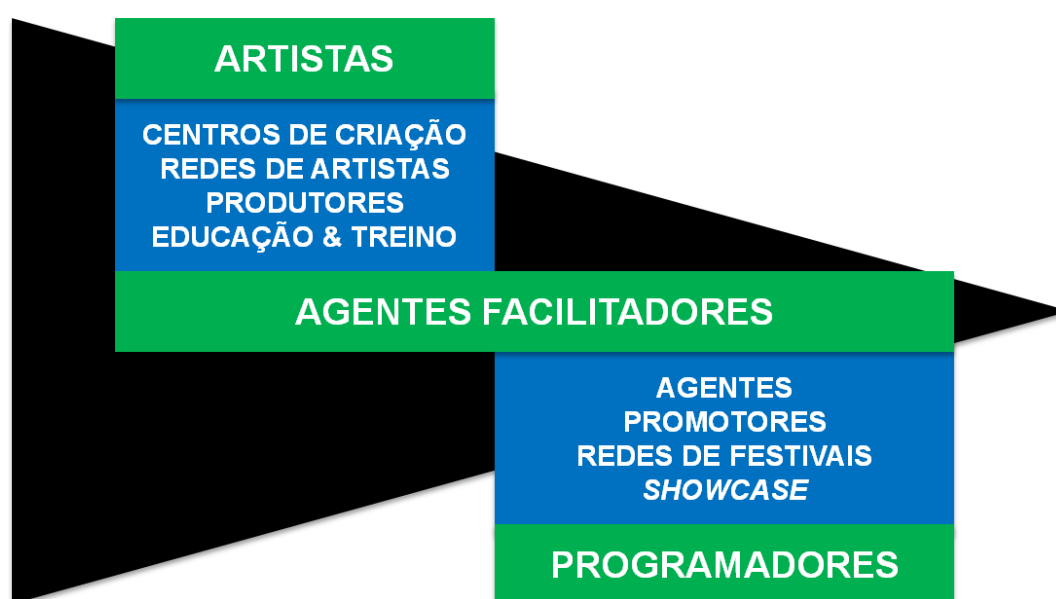 ARTISTAS
CENTROS DE CRIAÇÃO
REDES DE ARTISTAS
PRODUTORES
EDUCAÇÃO & TREINO
AGENTES FACILITADORES
AGENTES
PROMOTORES
REDES DE FESTIVAIS
SHOWCASE
PROGRAMADORES